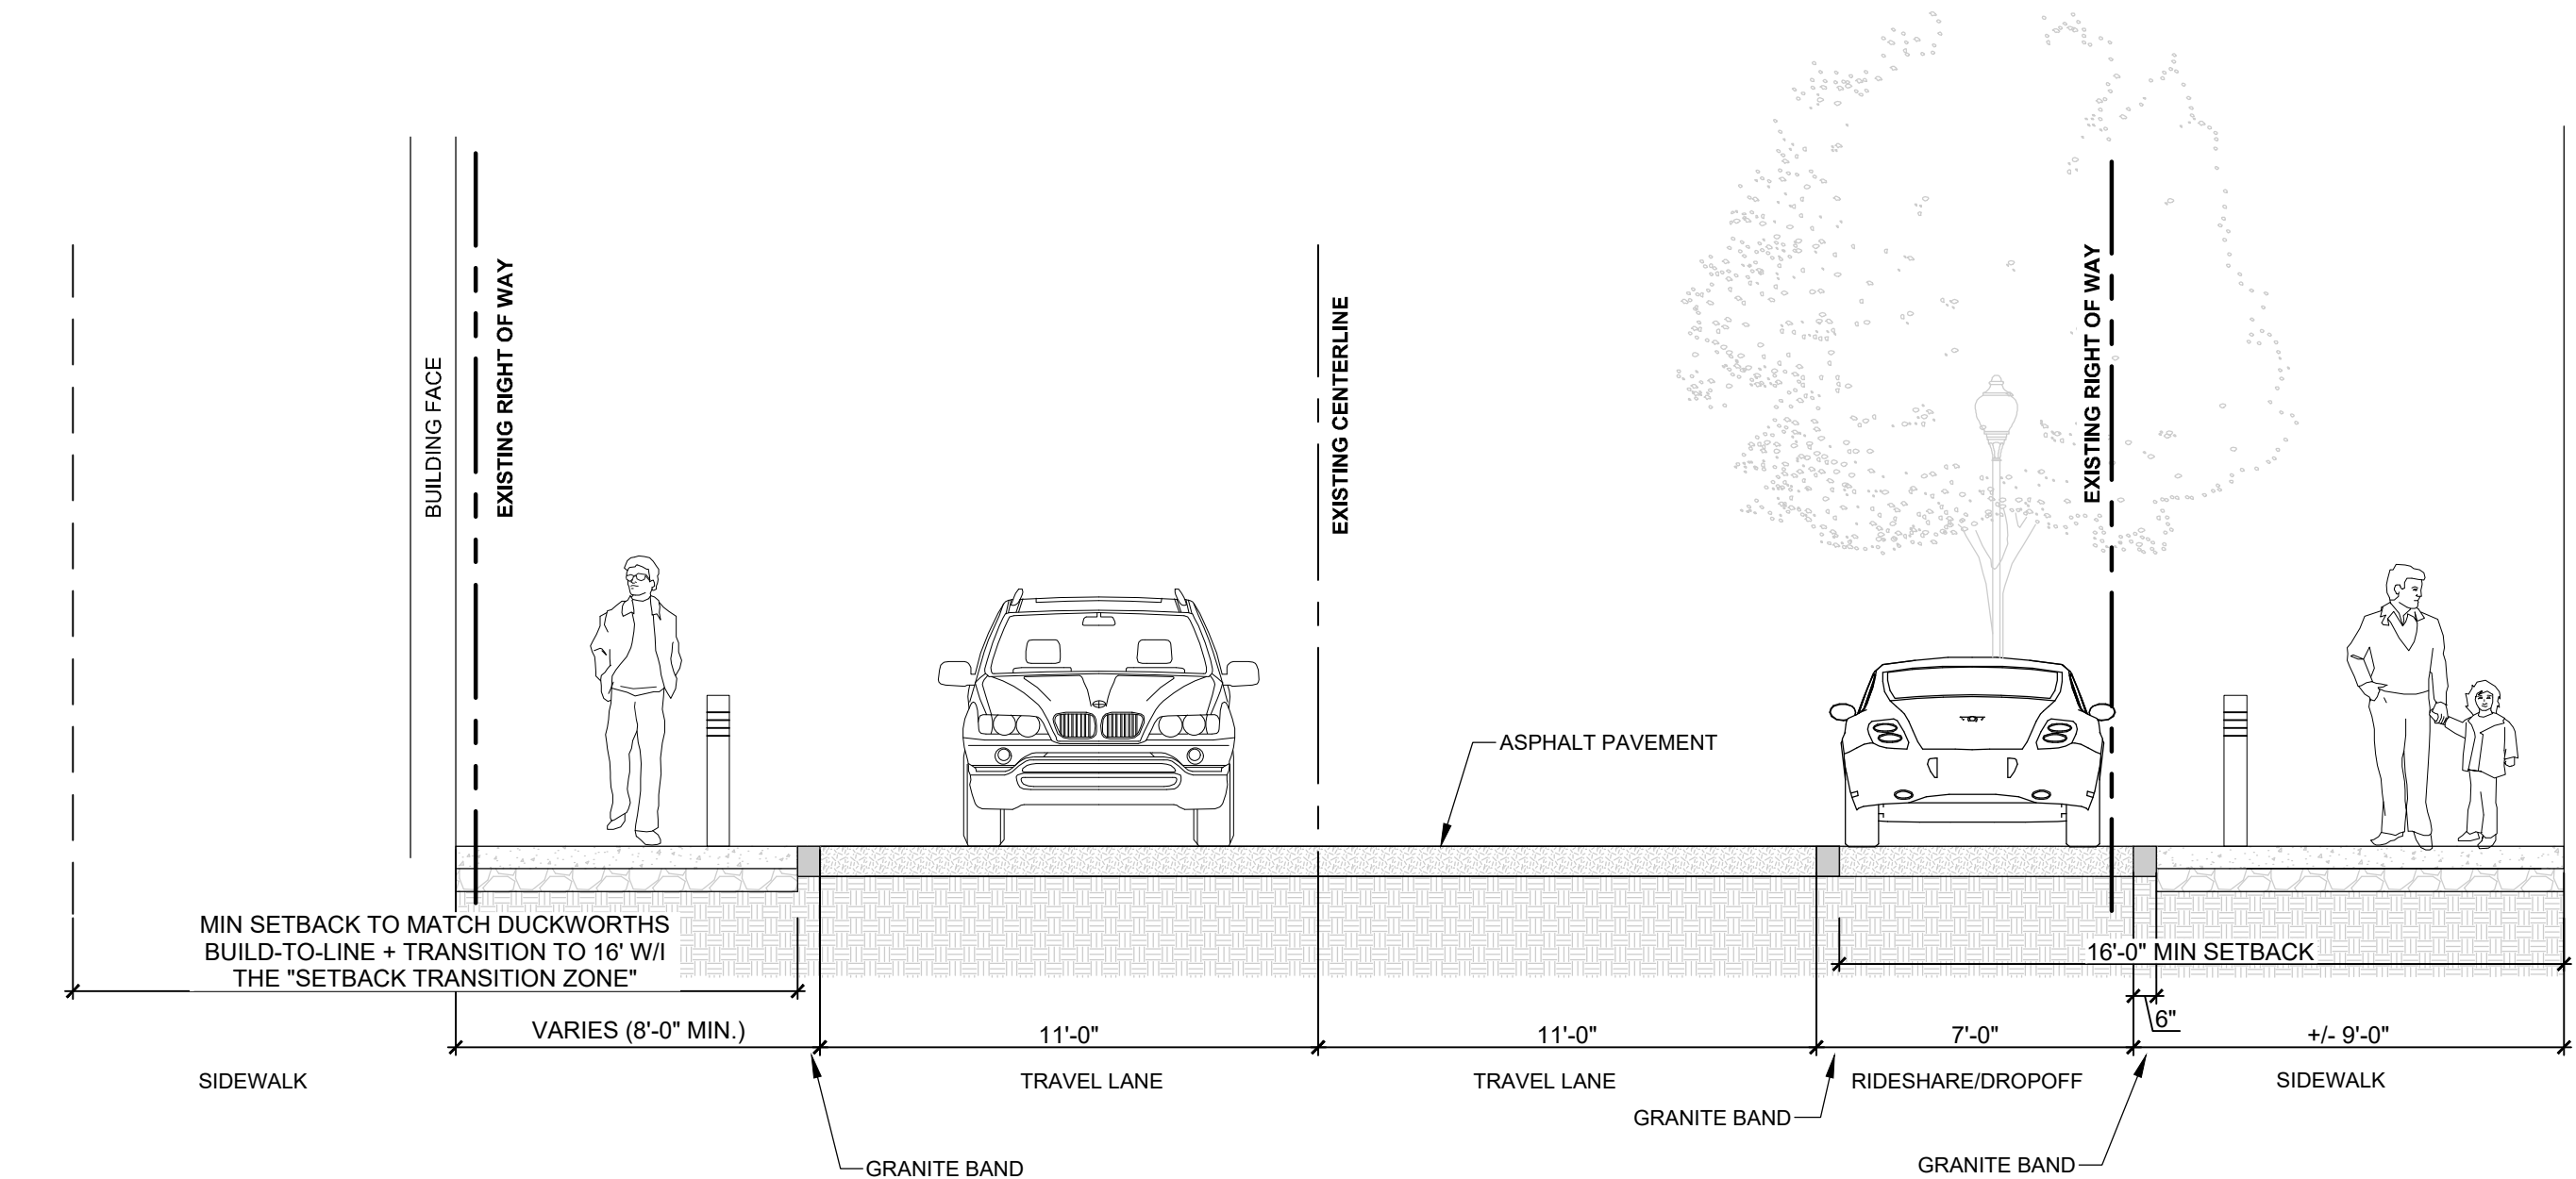 BUILDING FACE
EXISTING RIGHT OF WAY
EXISTING CENTERLINE
EXISTING RIGHT OF WAY
ASPHALT PAVEMENT
MIN SETBACK TO MATCH DUCKWORTHS
BUILD-TO-LINE + TRANSITION TO 16' W/I
THE "SETBACK TRANSITION ZONE"
16'-0" MIN SETBACK
6"
VARIES (8'-0" MIN.)
11'-0"
11'-0"
7'-0"
+/- 9'-0"
SIDEWALK
TRAVEL LANE
TRAVEL LANE
RIDESHARE/DROPOFF
SIDEWALK
GRANITE BAND
GRANITE BAND
GRANITE BAND